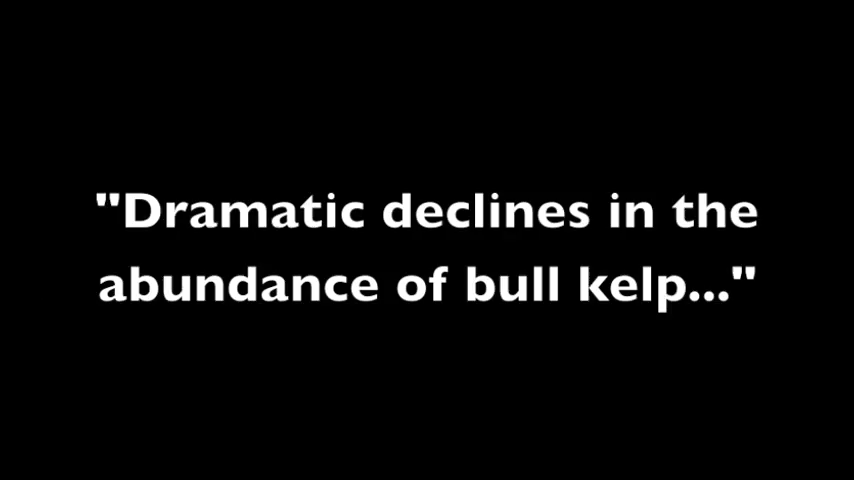 "Dramatic declines in the
abundance of bull kelp..."